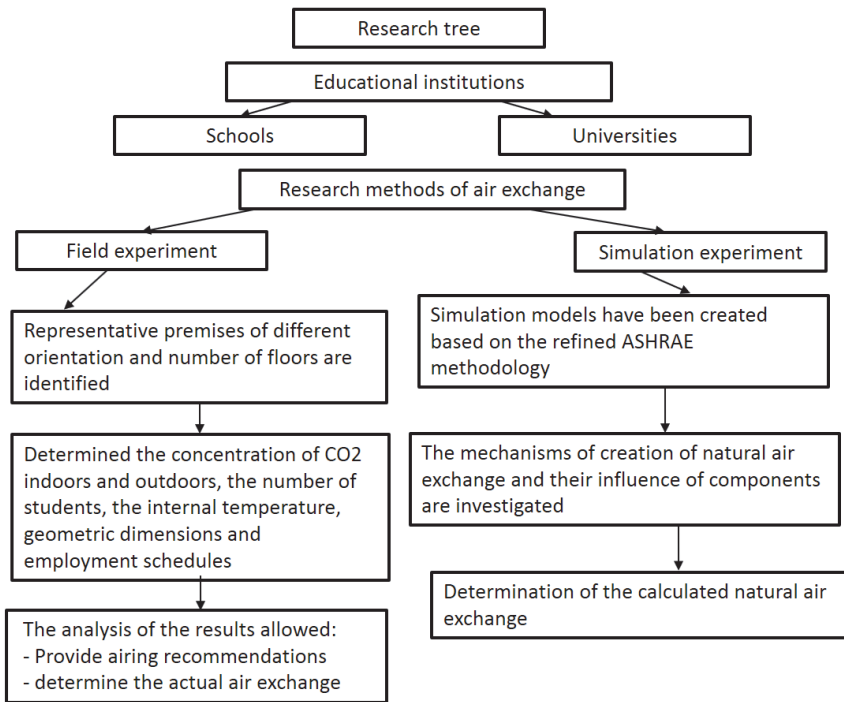 Research tree
Educational institutions
Schools
Universities
Research methods of air exchange
Field experiment
Simulation experiment
Representative premises of different
orientation and number of floors are
identified
Simulation models have been created
based on the refined ASHRAE
methodology
Determined the concentration of CO2
indoors and outdoors, the number of
students, the internal temperature,
geometric dimensions and
employment schedules
The mechanisms of creation of natural air
exchange and their influence of components
are investigated
The analysis of the results allowed:
- Provide airing recommendations
- determine the actual air exchange
Determination of the calculated natural air
exchange